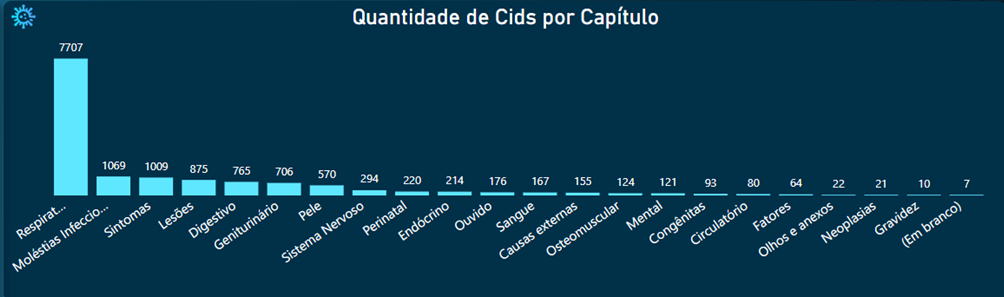 Quantidade de Cids por Capítulo
7707
1069
1009
875
765
706
570
294
220
214
176
167
155
124
121
93
80
64
22
21
10
7
Respirat...
Moléstias Infeccio...
Sintomas
Lesões
Digestivo
Geniturinário
Pele
Sistema Nervoso
Perinatal
Endócrino
Ouvido
Sangue
Causas externas
Osteomuscular
Mental
Congênitas
Circulatório
Fatores
Olhos e anexos
Neoplasias
Gravidez
(Em branco)